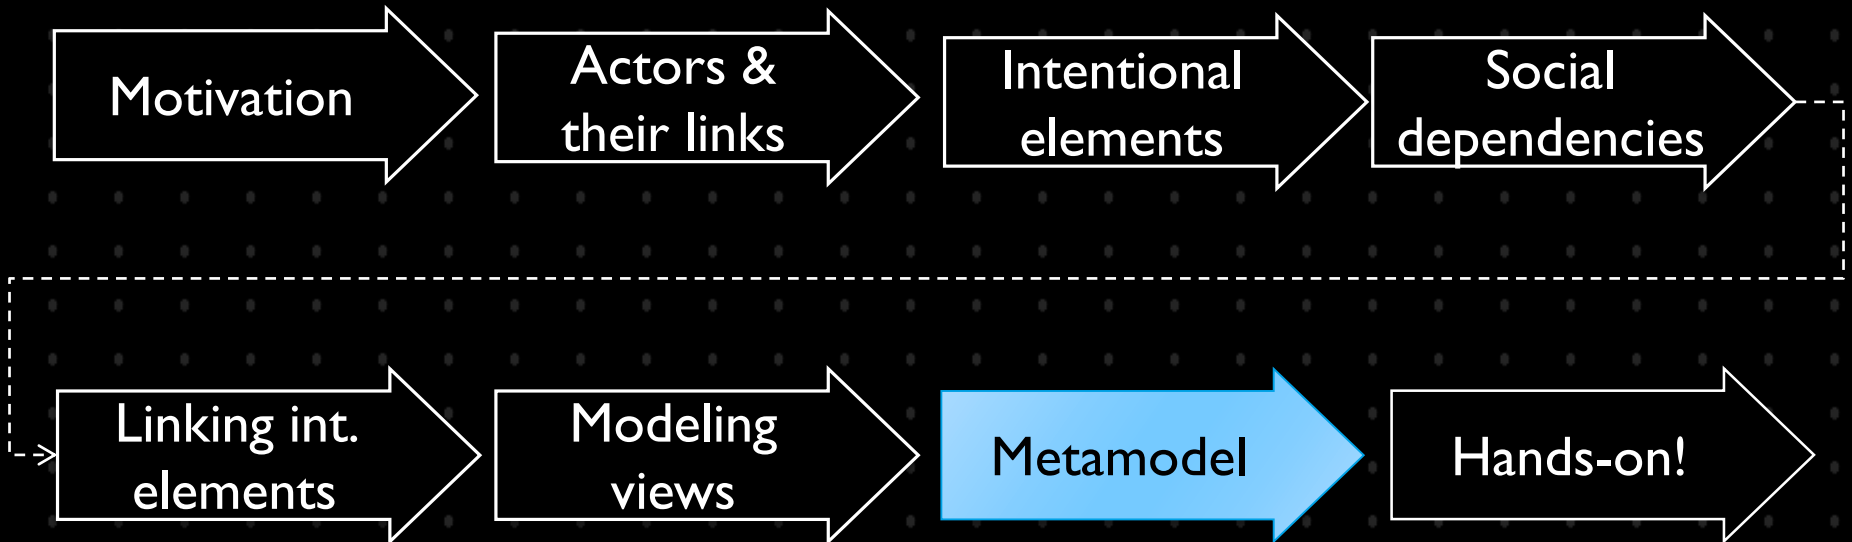 Motivation
Actors &
their links
Intentional
elements
Social
dependencies
Linking int.
elements
Modeling
views
Metamodel
Hands-on!